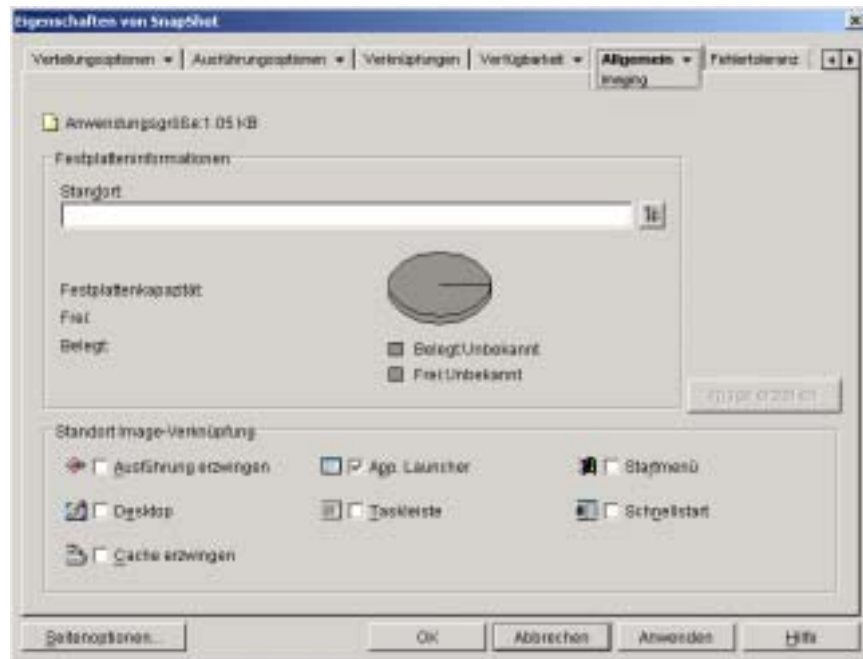 Eigenschaften von SnapShot
Verteilungsoptionen
Ausführungsoptionen
Verknüpfungen
Verfügbarkeit
Allgemein
Fehlertoleranz
Imaging
Anwendungsgröße:1.05 KB
Festplatteninformationen
Standort
Festplattenkapazität:
Frei:
Belegt:
Belegt:Unbekannt
Frei:Unbekannt
Image erstellen
Standort Image-Verknüpfung
Ausführung erzwingen
App. Launcher
Startmenü
Desktop
Taskleiste
Schnellstart
Cache erzwingen
Seitenoptionen...
OK
Abbrechen
Anwenden
Hilfe